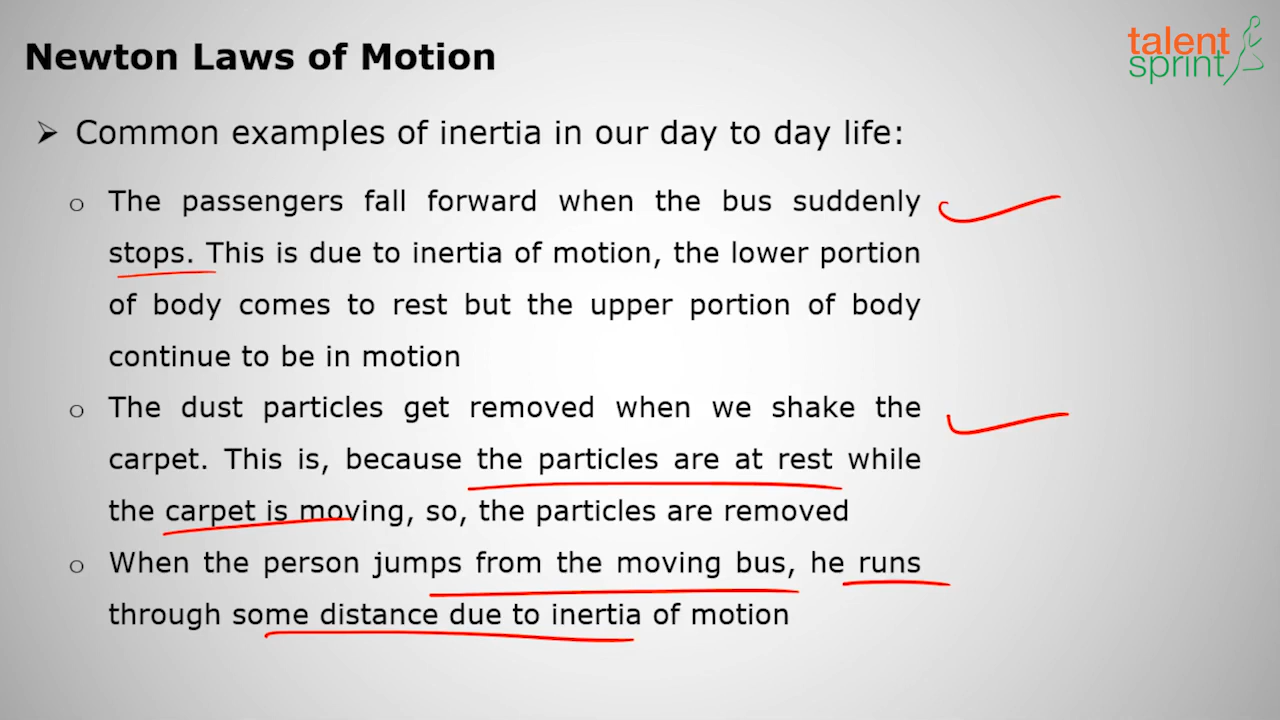 talent
sprint
Newton Laws of Motion
➢ Common examples of inertia in our day to day life:
o The passengers fall forward when the bus suddenly
stops. This is due to inertia of motion, the lower portion
of body comes to rest but the upper portion of body
continue to be in motion
o The dust particles get removed when we shake the
carpet. This is, because the particles are at rest while
the carpet is moving, so, the particles are removed
o When the person jumps from the moving bus, he runs
through some distance due to inertia of motion